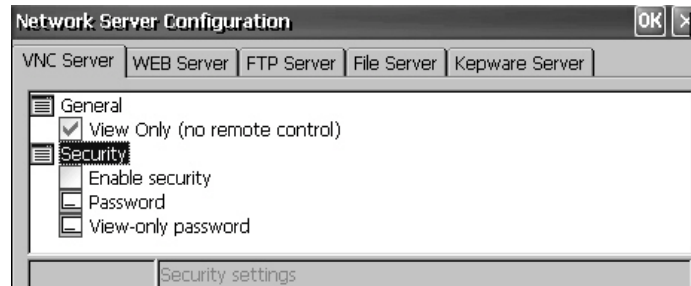 Network Server Configuration OK
VNC Server WEB Server FTP Server File Server Kepware Server
General
View Only (no remote control)
Security
Enable security
Password
View-only password
Security settings